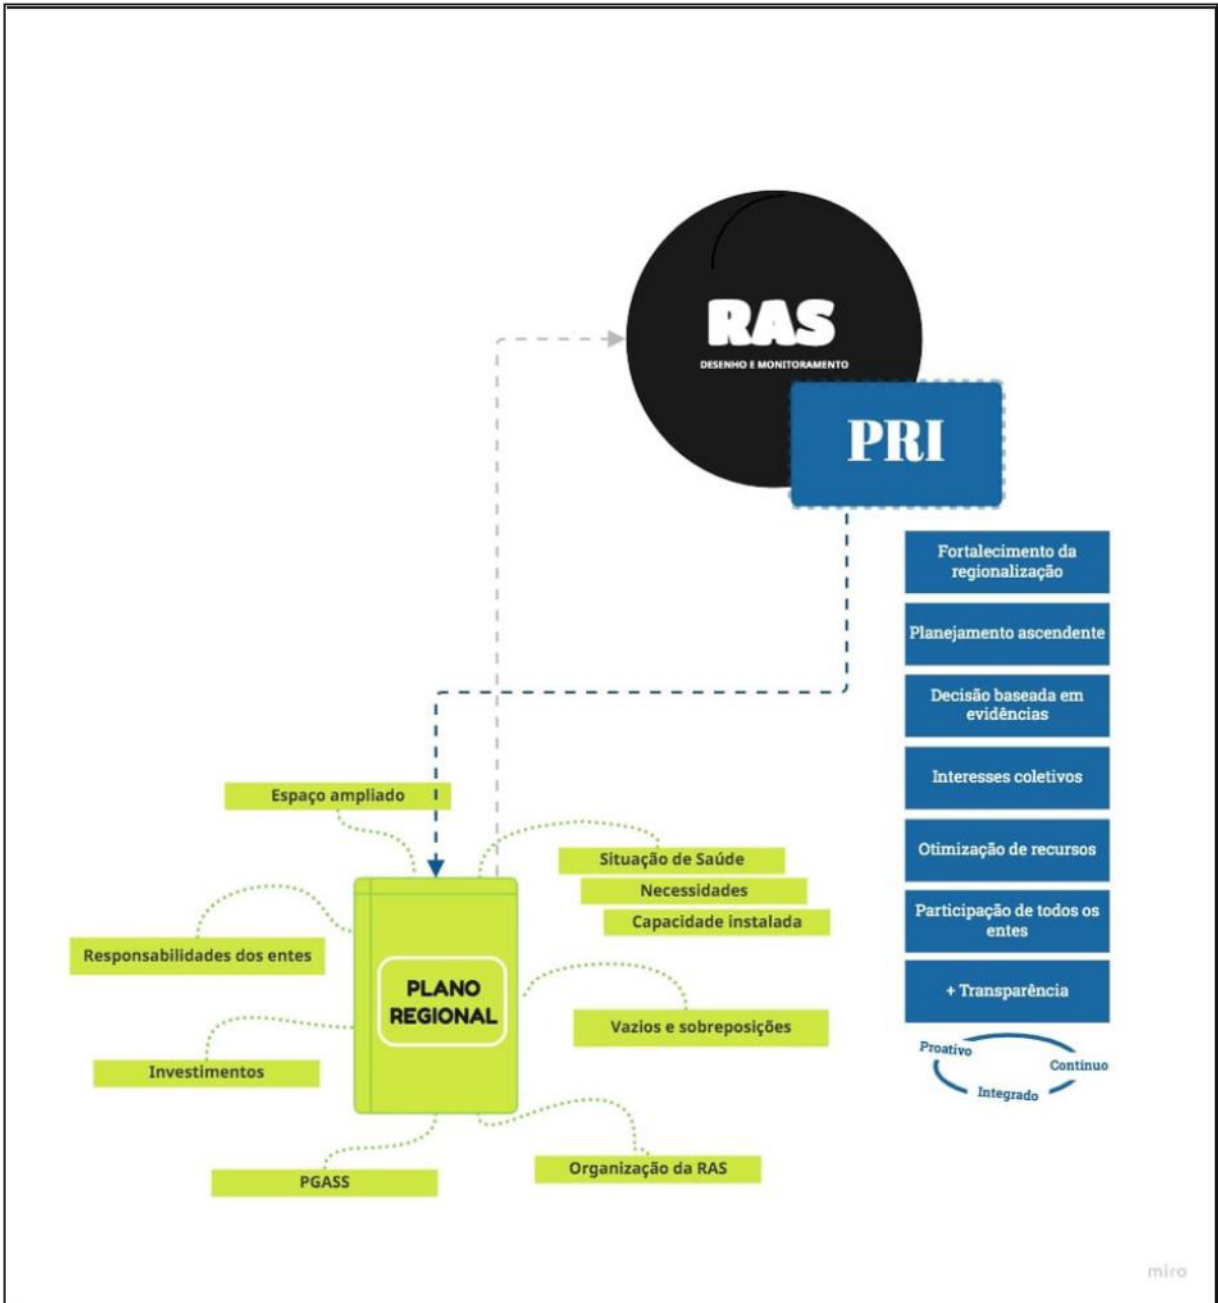 RAS
DESENHO E MONITORAMENTO
PRI
Fortalecimento da
regionalização
Planejamento ascendente
Decisão baseada em
evidências
Interesses coletivos
Otimização de recursos
Participação de todos os
entes
+ Transparência
Proativo
Contínuo
Integrado
Espaço ampliado
Situação de Saúde
Necessidades
Capacidade instalada
Responsabilidades dos entes
PLANO
REGIONAL
Vazios e sobreposições
Investimentos
Organização da RAS
PGASS
miro